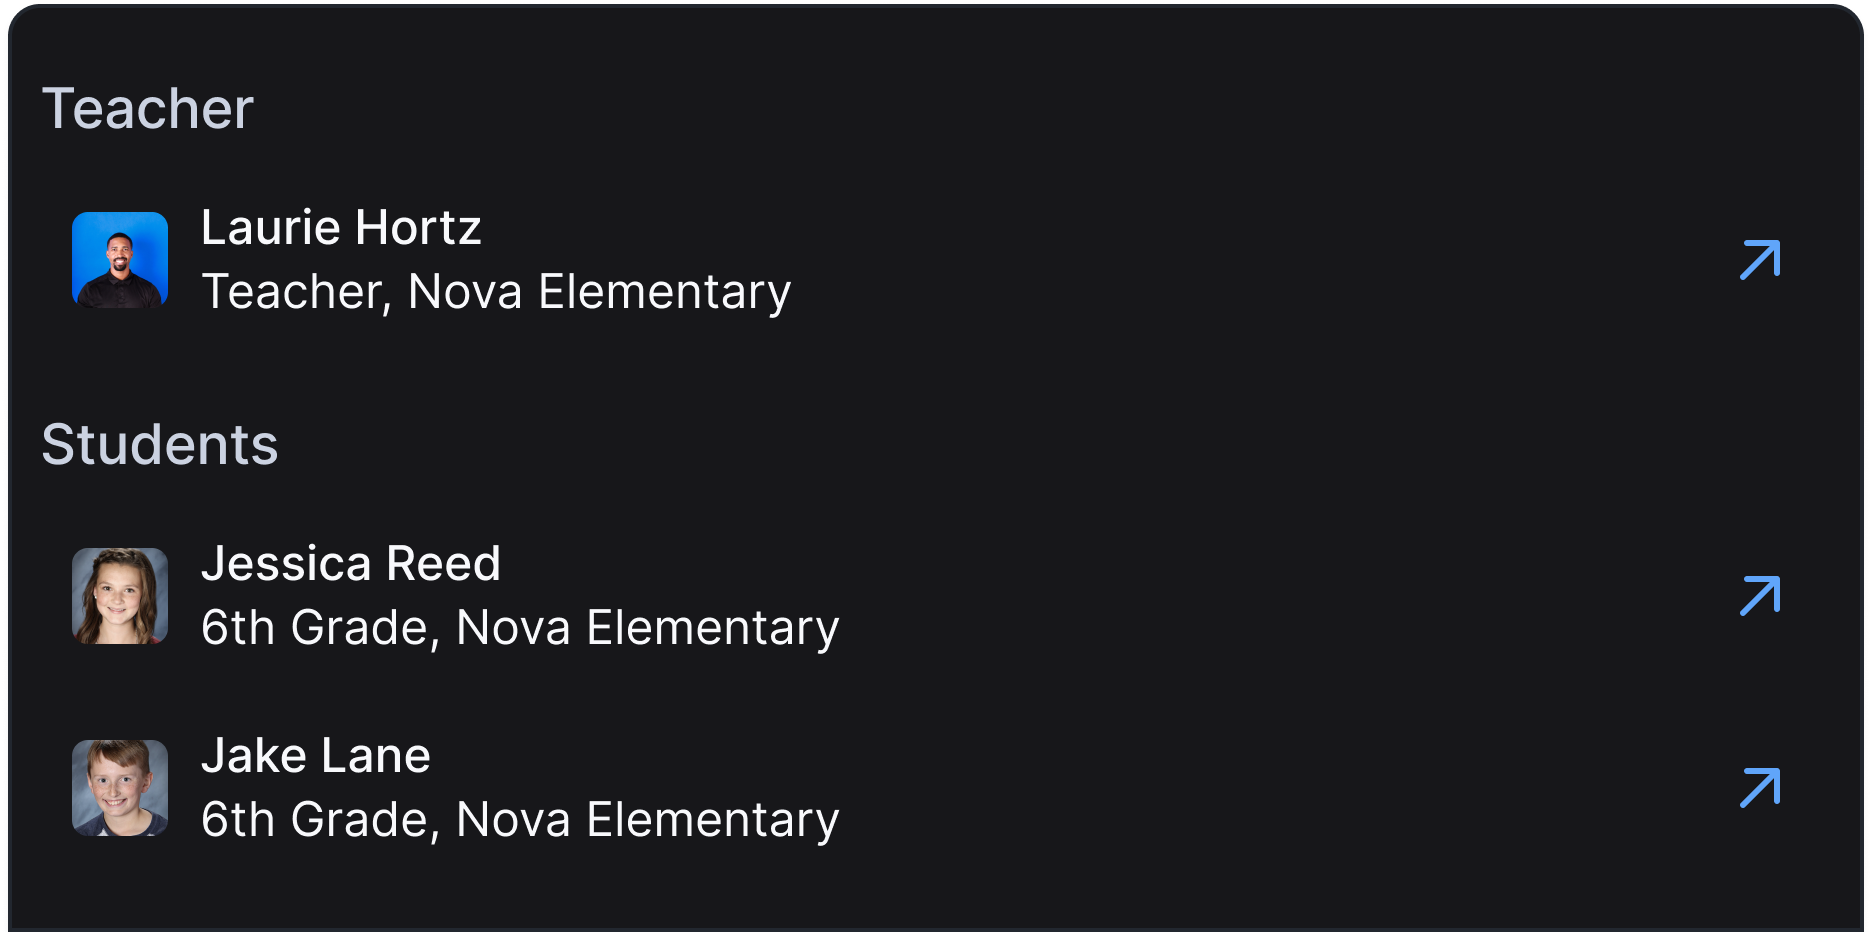 Teacher
Laurie Hortz
Teacher, Nova Elementary
Students
Jessica Reed
6th Grade, Nova Elementary
Jake Lane
6th Grade, Nova Elementary